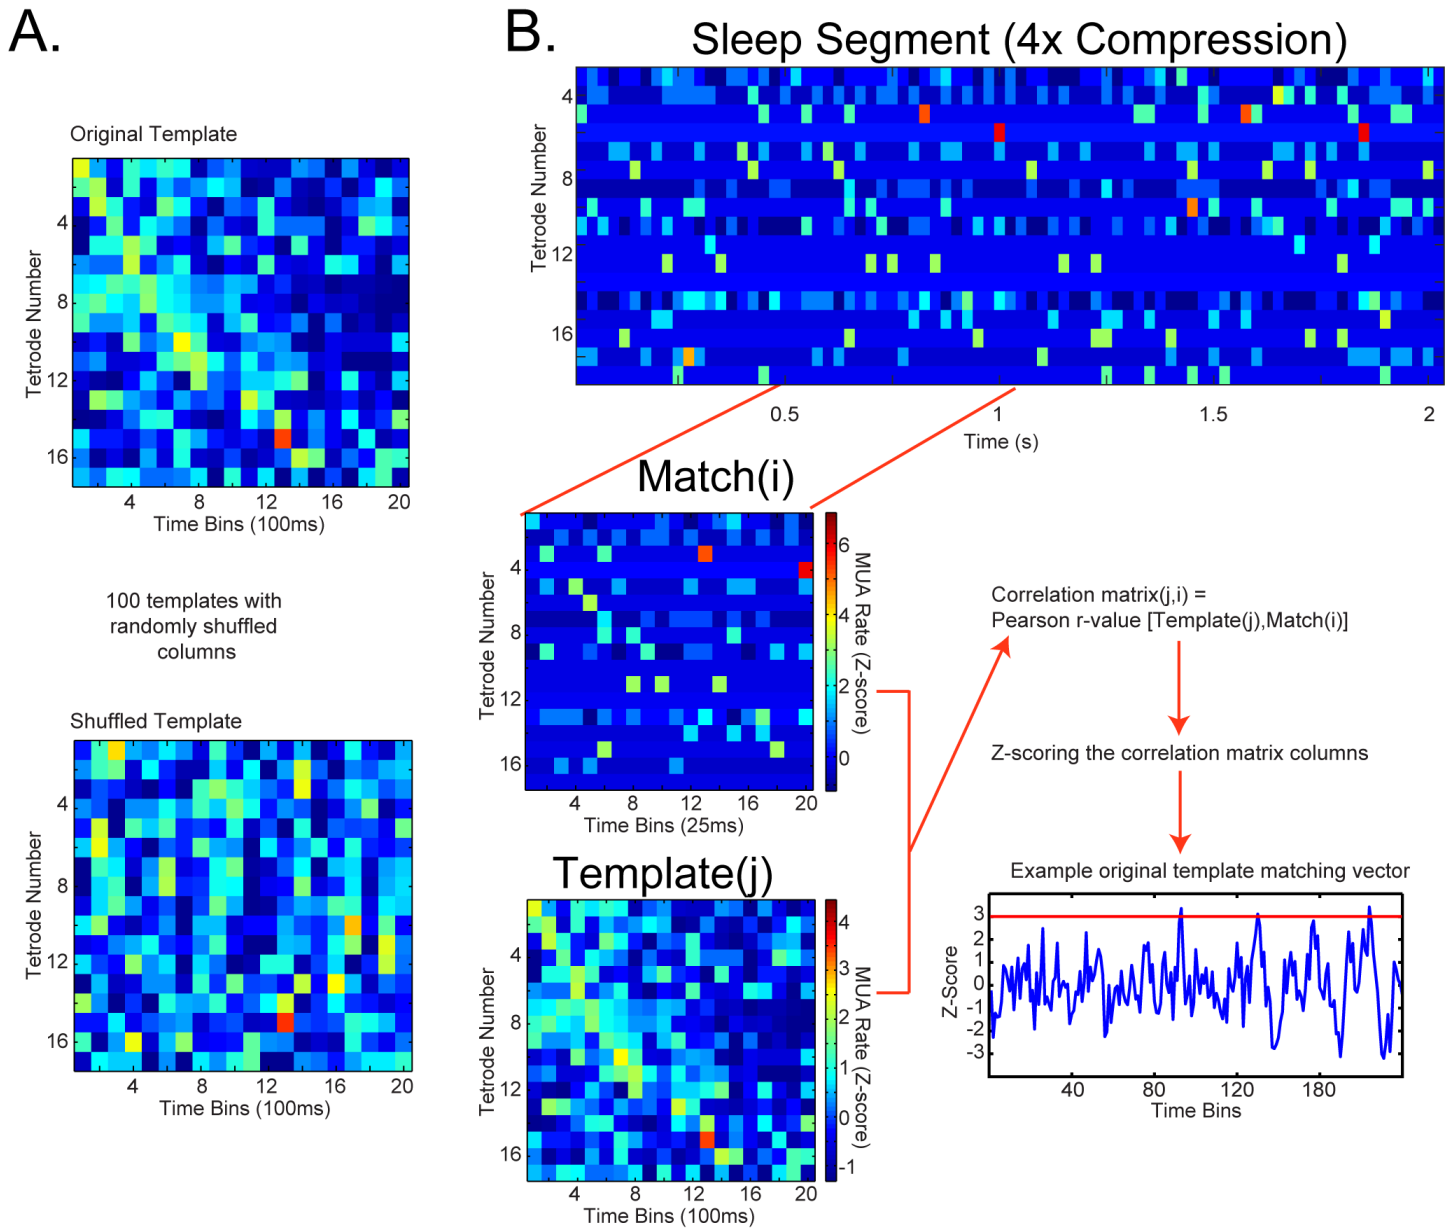 A.
Original Template
Tetrode Number
4
8
12
16
4 8 12 16 20
Time Bins (100ms)
100 templates with
randomly shuffled
columns
Shuffled Template
Tetrode Number
4
8
12
16
4 8 12 16 20
Time Bins (100ms)
B.
Sleep Segment (4x Compression)
Tetrode Number
4
8
12
16
0.5 1 1.5 2
Time (s)
Match(i)
Tetrode Number
4
8
12
16
4 8 12 16 20
Time Bins (25ms)
6
4
2
0
MUA Rate (Z-score)
Template(j)
Tetrode Number
4
8
12
16
4 8 12 16 20
Time Bins (100ms)
4
3
2
1
0
-1
MUA Rate (Z-score)
Correlation matrix(j,i) =
Pearson r-value [Template(j),Match(i)]
Z-scoring the correlation matrix columns
Example original template matching vector
Z-Score
3
2
1
0
-1
-2
-3
40 80 120 180
Time Bins